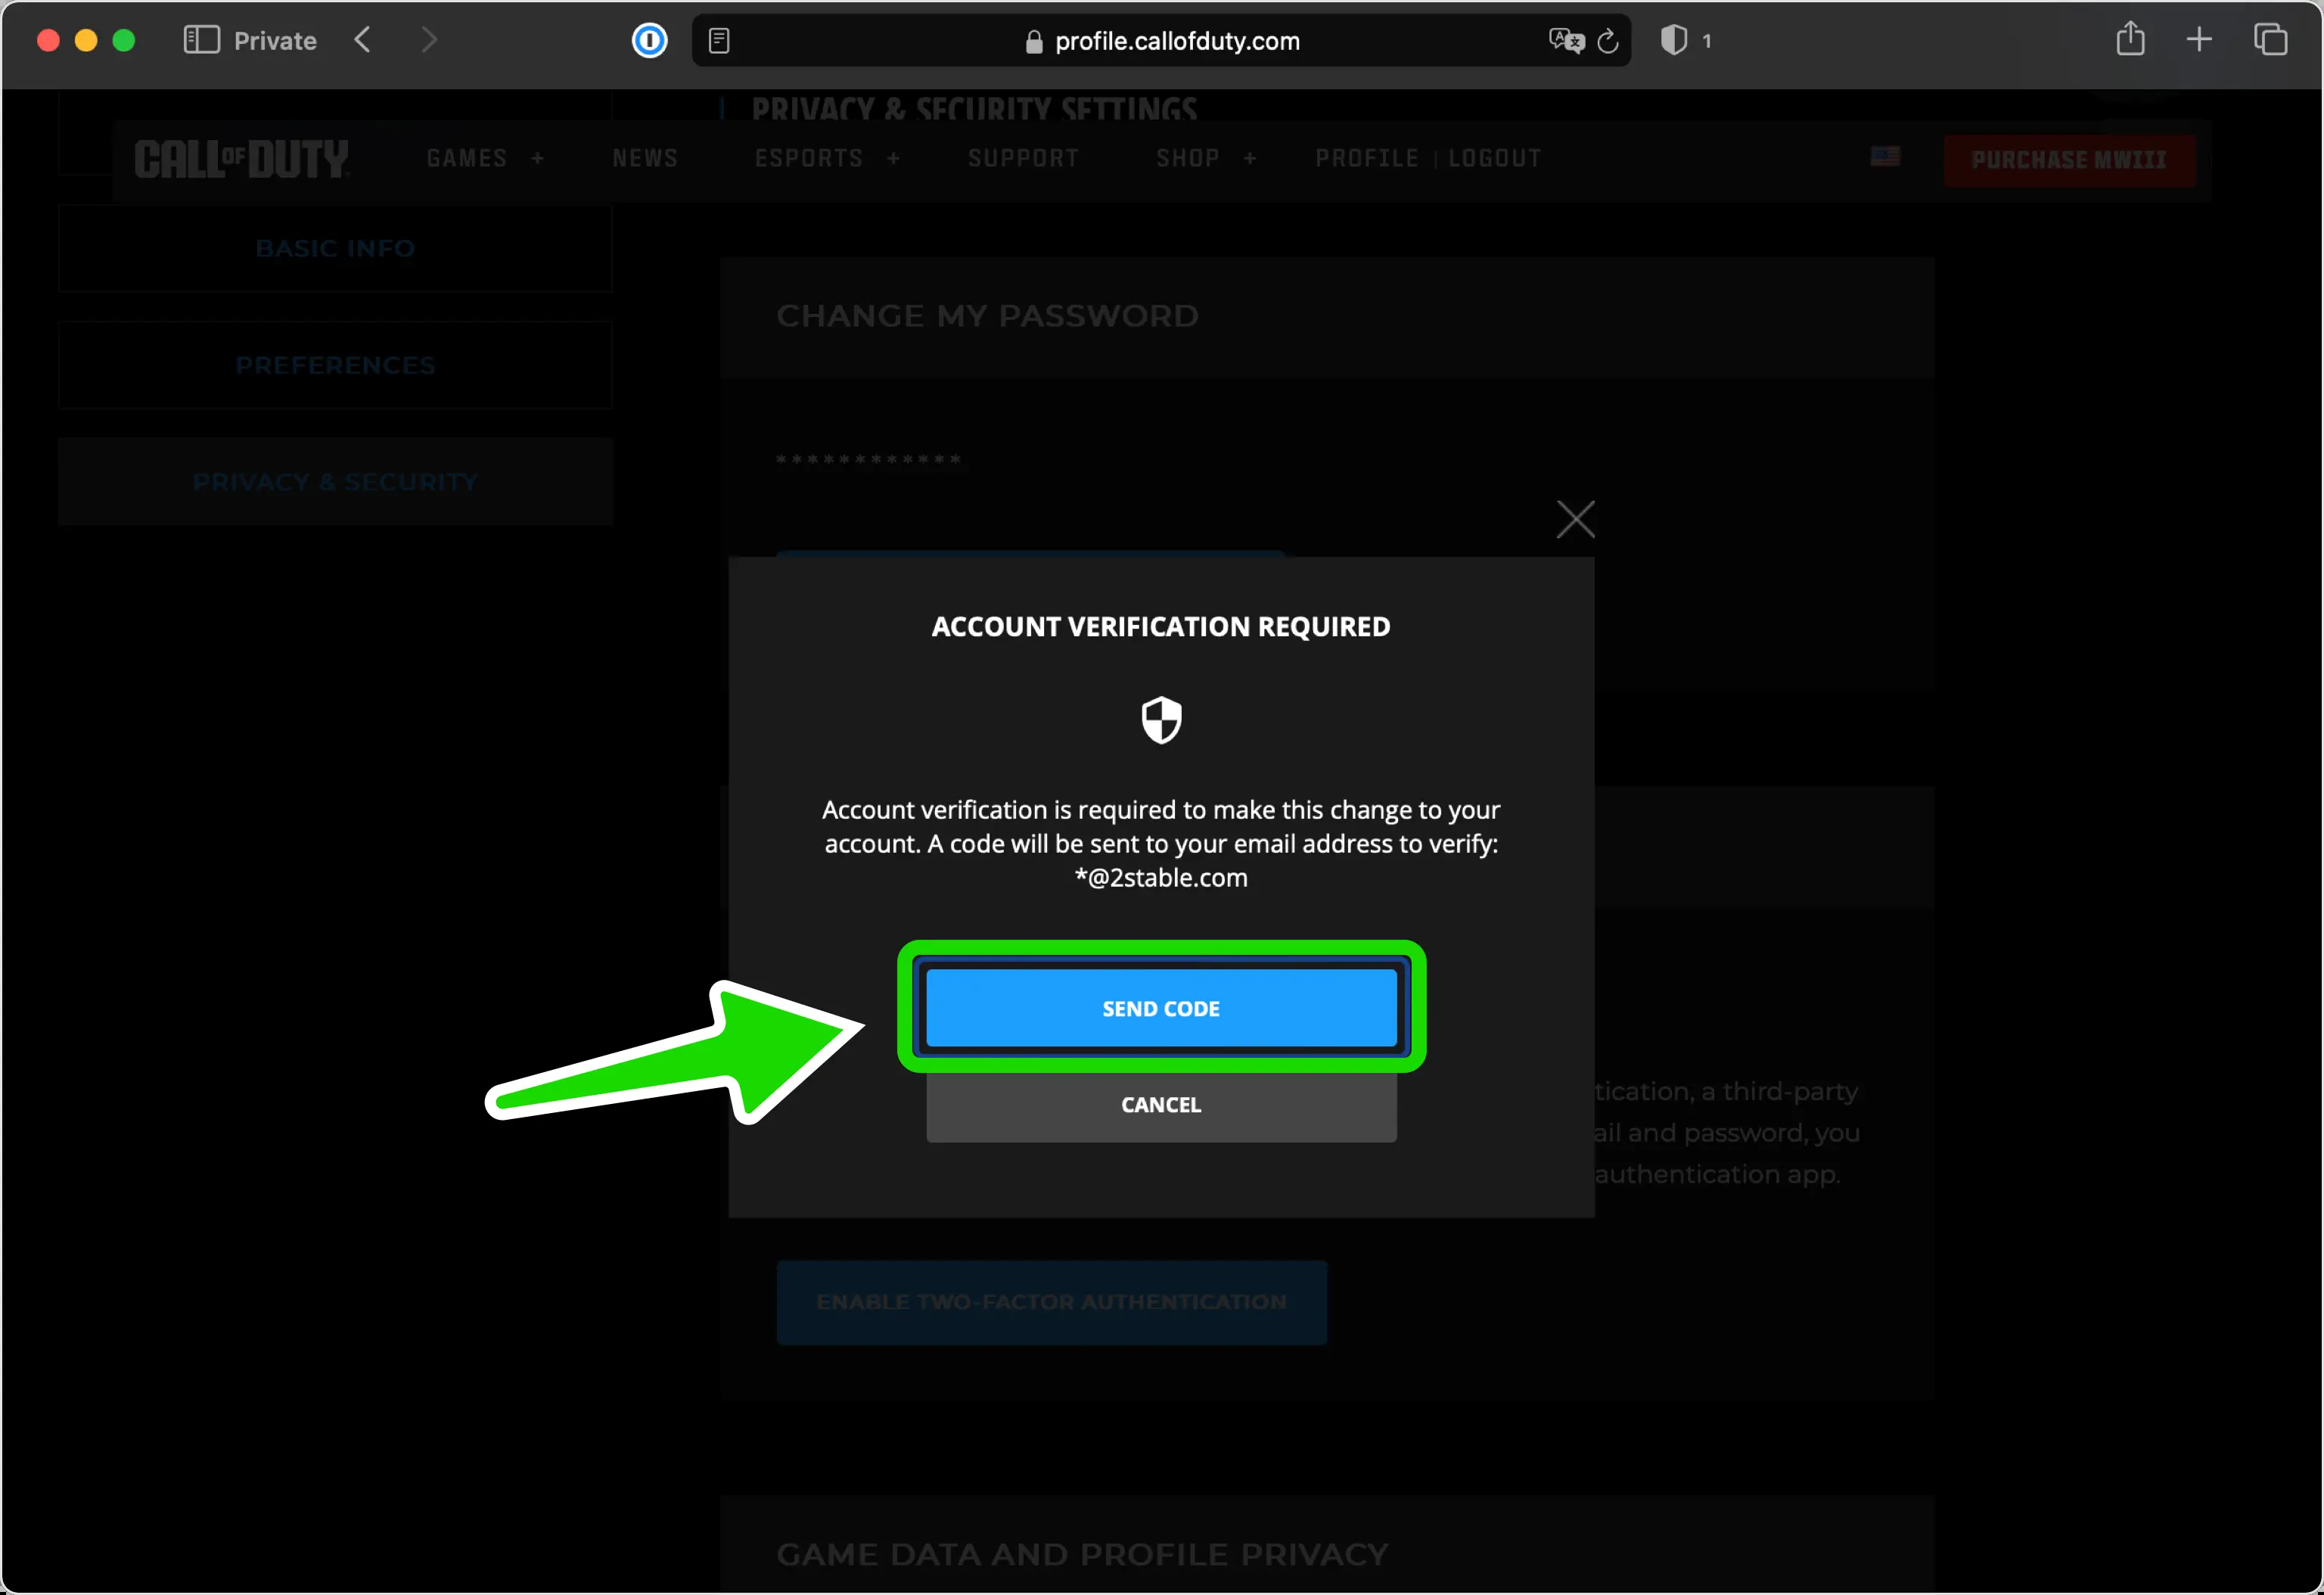 Private
profile.callofduty.com
1
PRIVACY & SECURITY SETTINGS
CALL OF DUTY
GAMES +
NEWS
ESPORTS +
SUPPORT
SHOP +
PROFILE | LOGOUT
PURCHASE MWIII
BASIC INFO
PREFERENCES
PRIVACY & SECURITY
CHANGE MY PASSWORD
************
ACCOUNT VERIFICATION REQUIRED
Account verification is required to make this change to your
account. A code will be sent to your email address to verify:
*@2stable.com
SEND CODE
CANCEL
tication, a third-party
ail and password, you
authentication app.
ENABLE TWO-FACTOR AUTHENTICATION
GAME DATA AND PROFILE PRIVACY